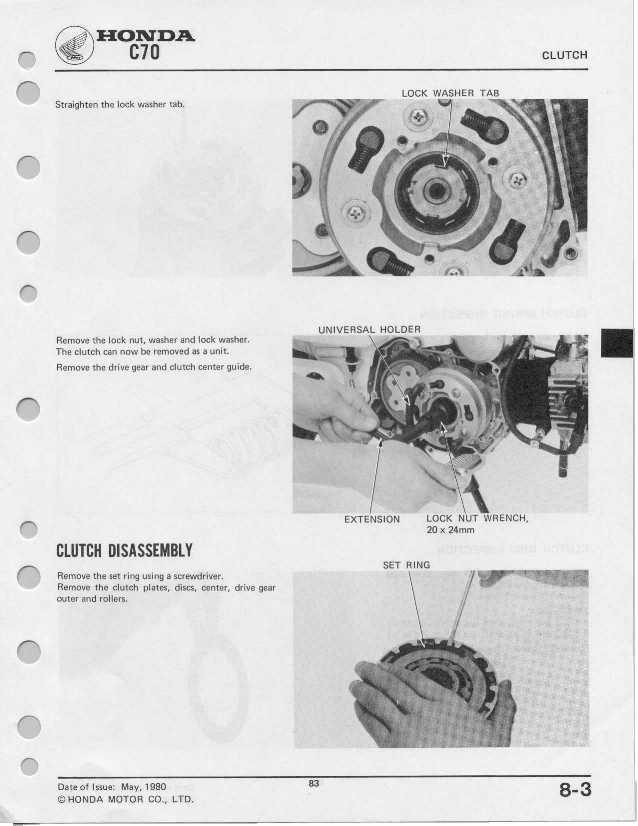 HONDA
C70
CLUTCH
Straighten the lock washer tab.
LOCK WASHER TAB
Remove the lock nut, washer and lock washer.
The clutch can now be removed as a unit.
Remove the drive gear and clutch center guide.
UNIVERSAL HOLDER
EXTENSION
LOCK NUT WRENCH,
20 x 24mm
CLUTCH DISASSEMBLY
Remove the set ring using a screwdriver.
Remove the clutch plates, discs, center, drive gear
outer and rollers.
SET RING
Date of Issue: May, 1980
© HONDA MOTOR CO., LTD.
83
8-3